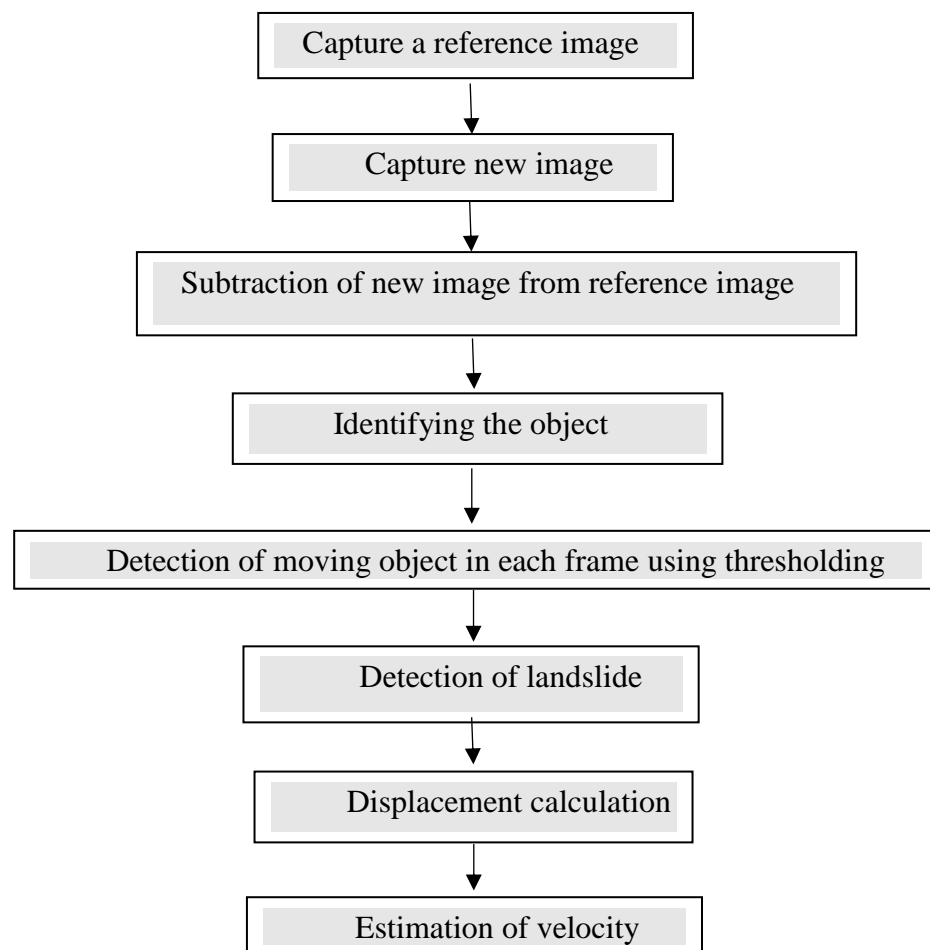 Capture a reference image
Capture new image
Subtraction of new image from reference image
Identifying the object
Detection of moving object in each frame using thresholding
Detection of landslide
Displacement calculation
Estimation of velocity